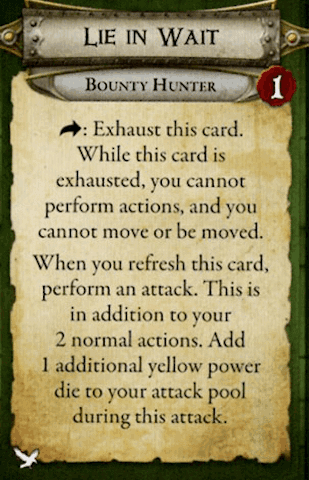 Lie in Wait
Bounty Hunter
1
: Exhaust this card.
While this card is
exhausted, you cannot
perform actions, and you
cannot move or be moved.
When you refresh this card,
perform an attack. This is
in addition to your
2 normal actions. Add
1 additional yellow power
die to your attack pool
during this attack.